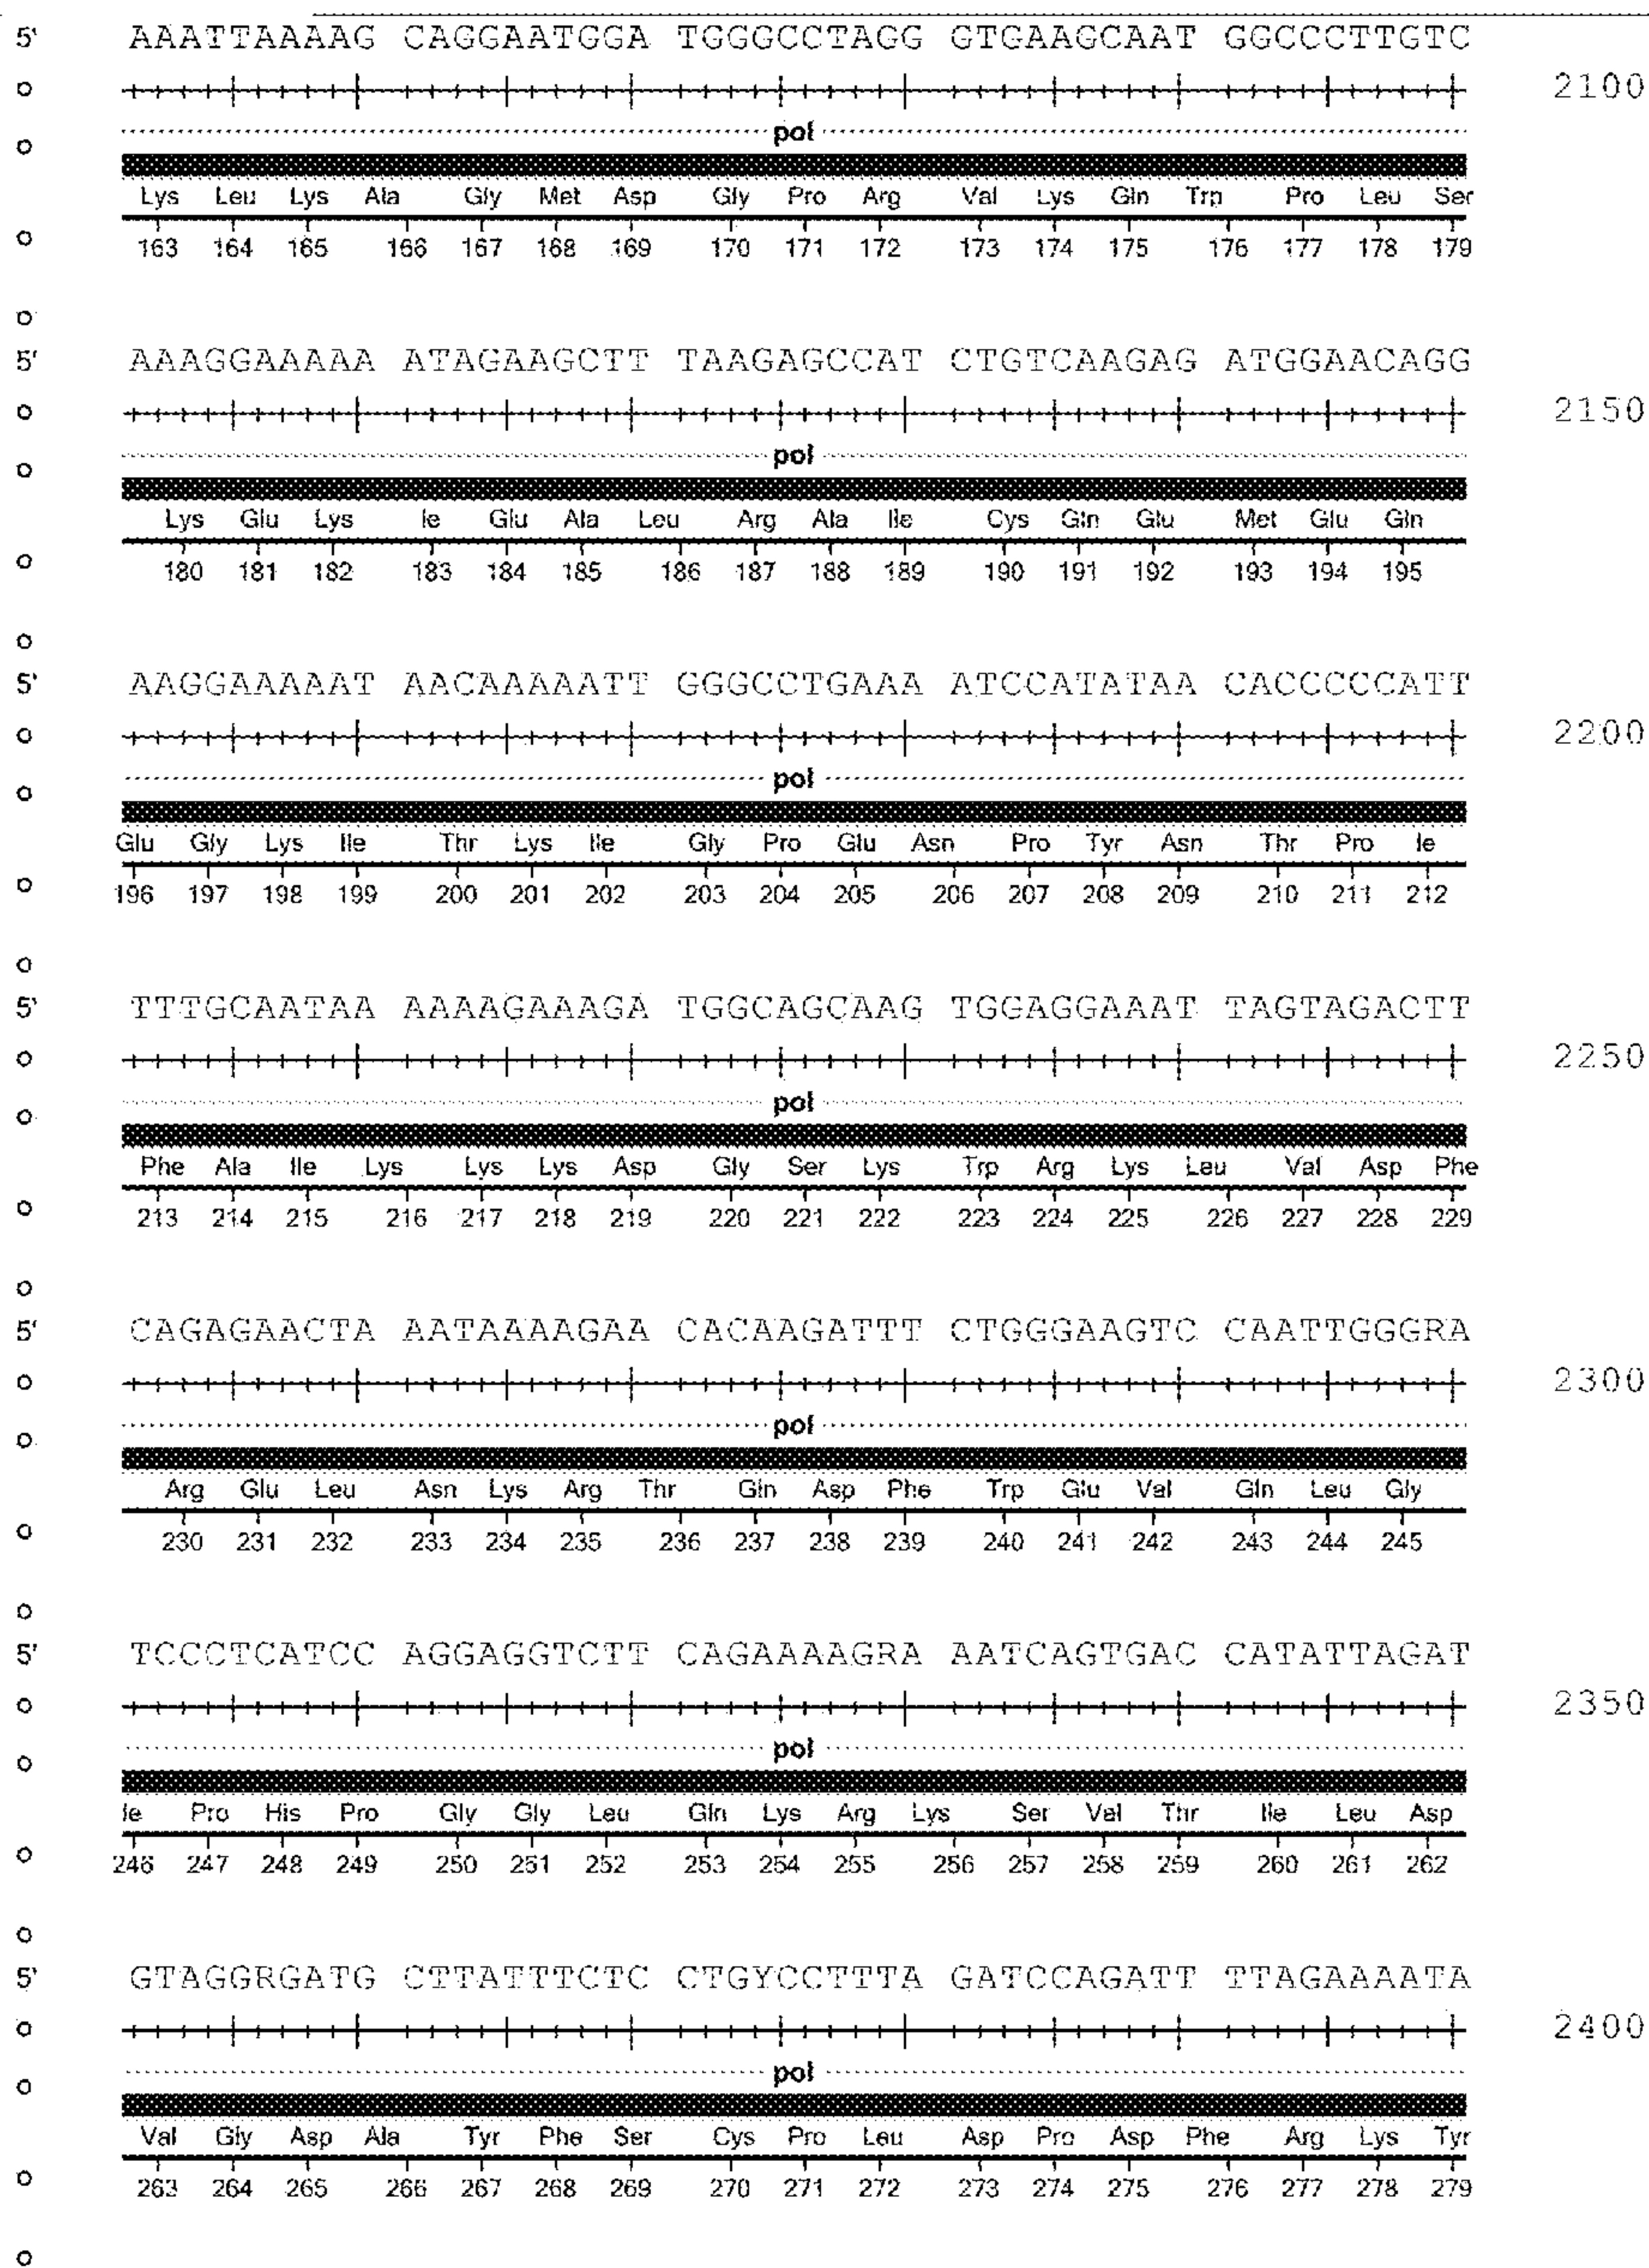 5' AAATTAAAAG CAGGAATGGA TGGGCCTAGG GTGAAGCAAT GGCCCTTGTC
o 2100
o pol
Lys Leu Lys Ala Gly Met Asp Gly Pro Arg Val Lys Gln Trp Pro Leu Ser
o 163 164 165 166 167 168 169 170 171 172 173 174 175 176 177 178 179
o
5' AAAGGAAAAA ATAGAAGCTT TAAGAGCCAT CTGTCAAGAG ATGGAACAGG
o 2150
o pol
Lys Glu Lys Ie Glu Ala Leu Arg Ala Ile Cys Gln Glu Met Glu Gln
o 180 181 182 183 184 185 186 187 188 189 190 191 192 193 194 195
o
5' AAGGAAAAAT AACAAAAATT GGGCCTGAAA ATCCATATAA CACCCCCATT
o 2200
o pol
Glu Gly Lys Ile Thr Lys Ile Gly Pro Glu Asn Pro Tyr Asn Thr Pro Ie
o 196 197 198 199 200 201 202 203 204 205 206 207 208 209 210 211 212
o
5' TTTGCAATAA AAAAGAAAGA TGGCAGCAAG TGGAGGAAAT TAGTAGACTT
o 2250
o pol
Phe Ala Ile Lys Lys Lys Asp Gly Ser Lys Trp Arg Lys Leu Val Asp Phe
o 213 214 215 216 217 218 219 220 221 222 223 224 225 226 227 228 229
o
5' CAGAGAACTA AATAAAAGAA CACAAGATTT CTGGGAAGTC CAATTGGGRA
o 2300
o pol
Arg Glu Leu Asn Lys Arg Thr Gln Asp Phe Trp Glu Val Gln Leu Gly
o 230 231 232 233 234 235 236 237 238 239 240 241 242 243 244 245
o
5' TCCCTCATCC AGGAGGTCTT CAGAAAAGRA AATCAGTGAC CATATTAGAT
o 2350
o pol
Ie Pro His Pro Gly Gly Leu Gln Lys Arg Lys Ser Val Thr Ile Leu Asp
o 246 247 248 249 250 251 252 253 254 255 256 257 258 259 260 261 262
o
5' GTAGGRGATG CTTATTTCTC CTGYCCTTTA GATCCAGATT TTAGAAAATA
o 2400
o pol
Val Gly Asp Ala Tyr Phe Ser Cys Pro Leu Asp Pro Asp Phe Arg Lys Tyr
o 263 264 265 266 267 268 269 270 271 272 273 274 275 276 277 278 279
o